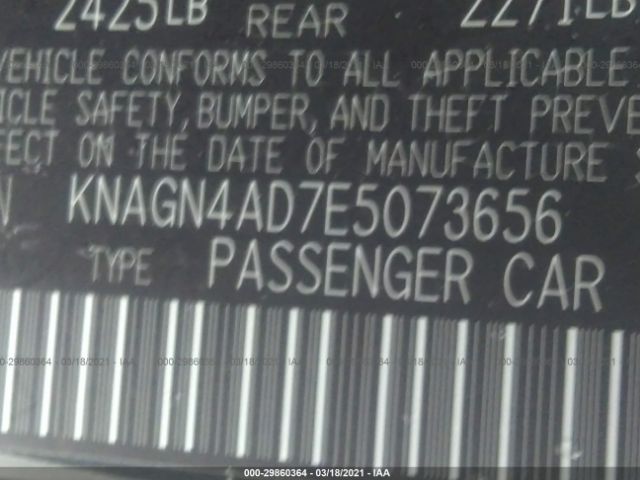 2425LB REAR 2271LB
VEHICLE CONFORMS TO ALL APPLICABLE
ICLE SAFETY, BUMPER, AND THEFT PREVE
FECT ON THE DATE OF MANUFACTURE
N KNAGN4AD7E5073656
TYPE PASSENGER CAR
000-29860364 - 03/18/2021 - IAA